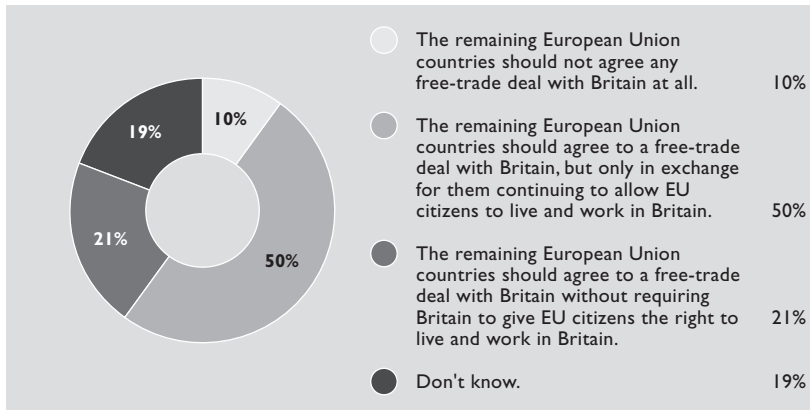 10%
50%
21%
19%
The remaining European Union
countries should not agree any
free-trade deal with Britain at all. 10%
The remaining European Union
countries should agree to a free-trade
deal with Britain, but only in exchange
for them continuing to allow EU
citizens to live and work in Britain. 50%
The remaining European Union
countries should agree to a free-trade
deal with Britain without requiring
Britain to give EU citizens the right to 21%
live and work in Britain.
Don't know. 19%